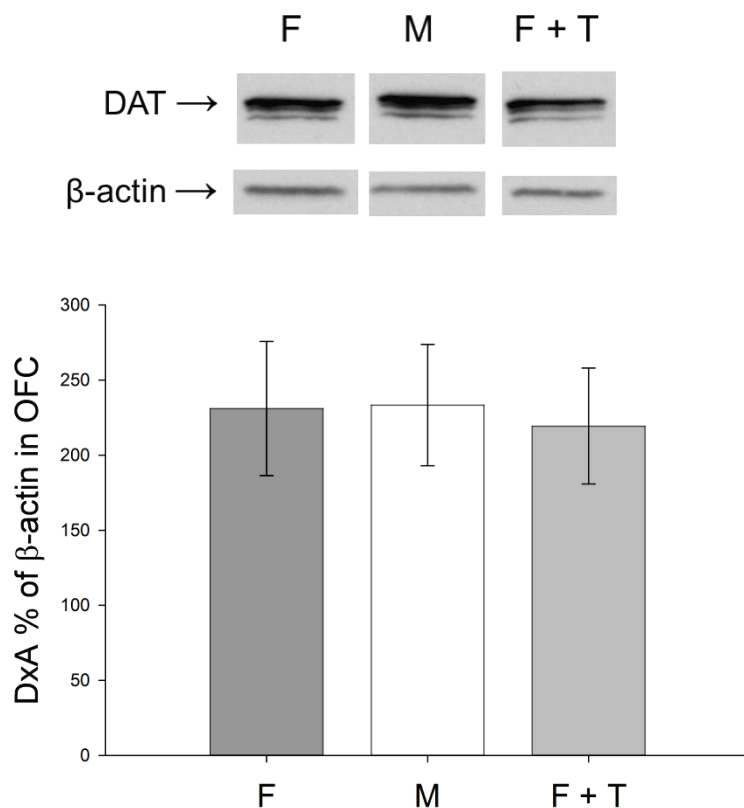 F M F + T
DAT →
β-actin →
300
250
200
150
100
50
0
DxA % of β-actin in OFC
F M F + T